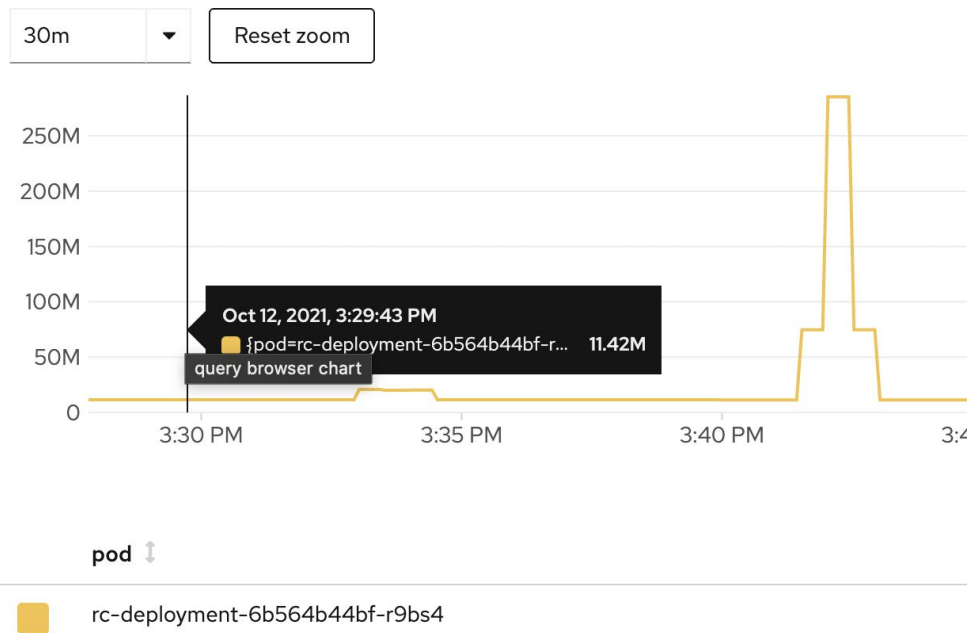 30m
Reset zoom
250M
200M
150M
100M
50M
0
Oct 12, 2021, 3:29:43 PM
{pod=rc-deployment-6b564b44bf-r... 11.42M
query browser chart
3:30 PM 3:35 PM 3:40 PM 3:4
pod
rc-deployment-6b564b44bf-r9bs4